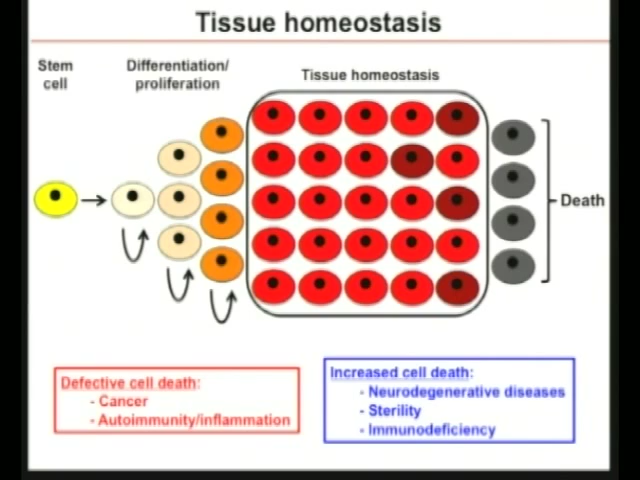 Tissue homeostasis
Stem
cell
Differentiation/
proliferation
Tissue homeostasis
Death
Defective cell death:
- Cancer
- Autoimmunity/inflammation
Increased cell death:
- Neurodegenerative diseases
- Sterility
- Immunodeficiency